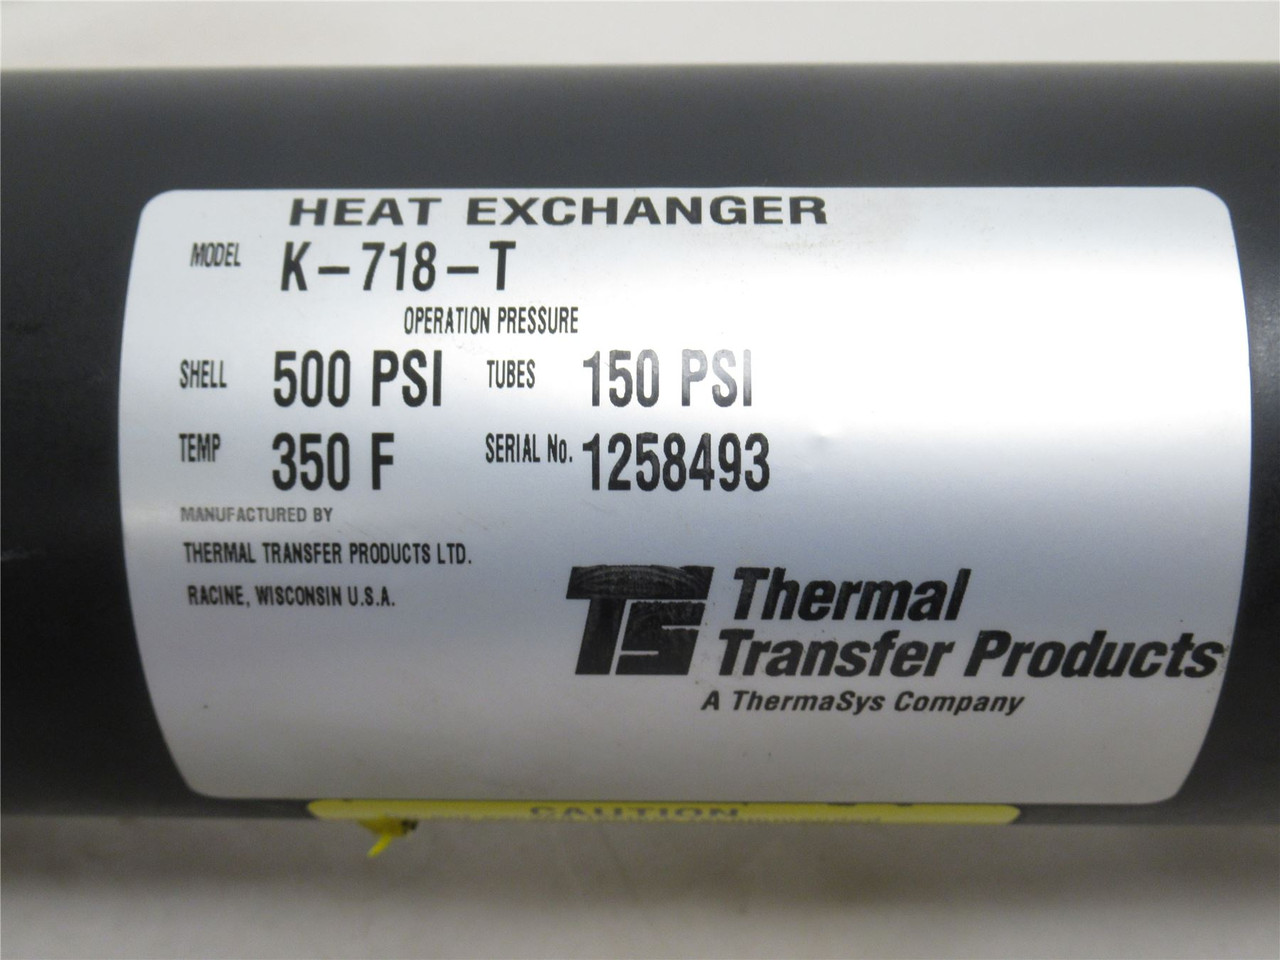 HEAT EXCHANGER
MODEL K-718-T
OPERATION PRESSURE
SHELL 500 PSI TUBES 150 PSI
TEMP 350 F SERIAL No. 1258493
MANUFACTURED BY
THERMAL TRANSFER PRODUCTS LTD.
RACINE, WISCONSIN U.S.A.
TS Thermal
Transfer Products
A ThermaSys Company
CAUTION